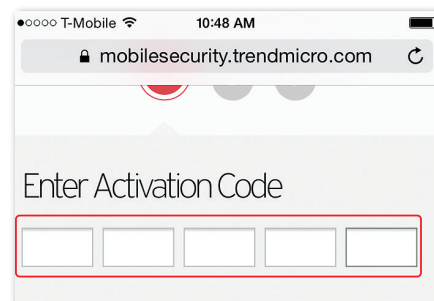 T-Mobile 10:48 AM
mobilesecurity.trendmicro.com
Enter Activation Code